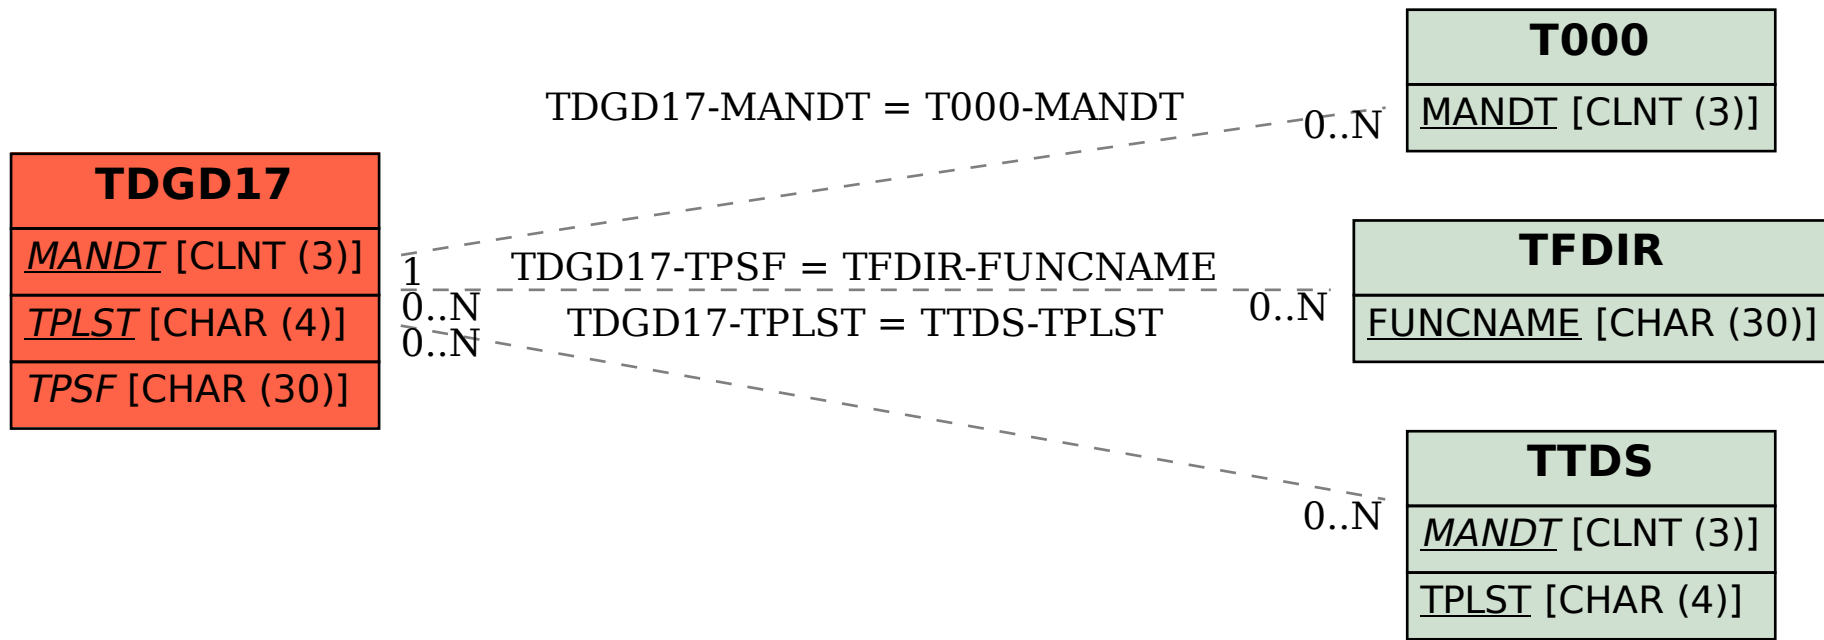 TDGD17
MANDT [CLNT (3)]
TPLST [CHAR (4)]
TPSF [CHAR (30)]
TDGD17-MANDT = T000-MANDT
1
0..N
TDGD17-TPSF = TFDIR-FUNCNAME
0..N
0..N
TDGD17-TPLST = TTDS-TPLST
0..N
0..N
T000
MANDT [CLNT (3)]
TFDIR
FUNCNAME [CHAR (30)]
TTDS
MANDT [CLNT (3)]
TPLST [CHAR (4)]